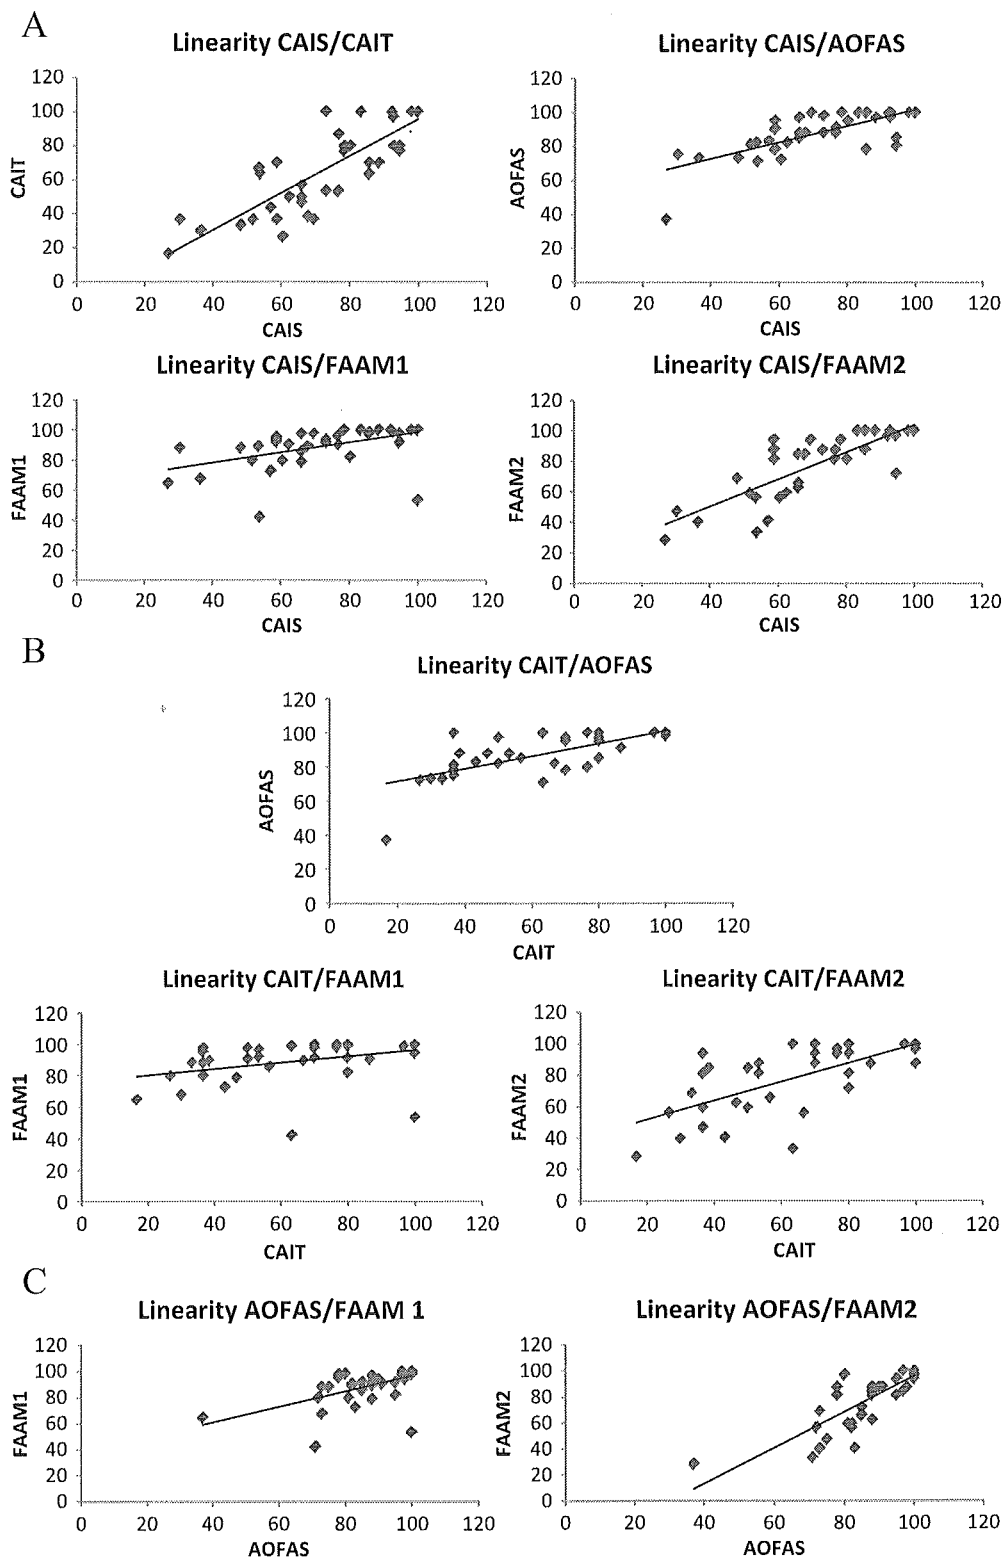 A
Linearity CAIS/CAIT
120
100
80
60
40
20
0
CAIT
0 20 40 60 80 100 120
CAIS
Linearity CAIS/AOFAS
120
100
80
60
40
20
0
AOFAS
0 20 40 60 80 100 120
CAIS
Linearity CAIS/FAAM1
120
100
80
60
40
20
0
FAAM1
0 20 40 60 80 100 120
CAIS
Linearity CAIS/FAAM2
120
100
80
60
40
20
0
FAAM2
0 20 40 60 80 100 120
CAIS
B
Linearity CAIT/AOFAS
120
100
80
60
40
20
0
AOFAS
0 20 40 60 80 100 120
CAIT
Linearity CAIT/FAAM1
120
100
80
60
40
20
0
FAAM1
0 20 40 60 80 100 120
CAIT
Linearity CAIT/FAAM2
120
100
80
60
40
20
0
FAAM2
0 20 40 60 80 100 120
CAIT
C
Linearity AOFAS/FAAM 1
120
100
80
60
40
20
0
FAAM1
0 20 40 60 80 100 120
AOFAS
Linearity AOFAS/FAAM2
120
100
80
60
40
20
0
FAAM2
0 20 40 60 80 100 120
AOFAS